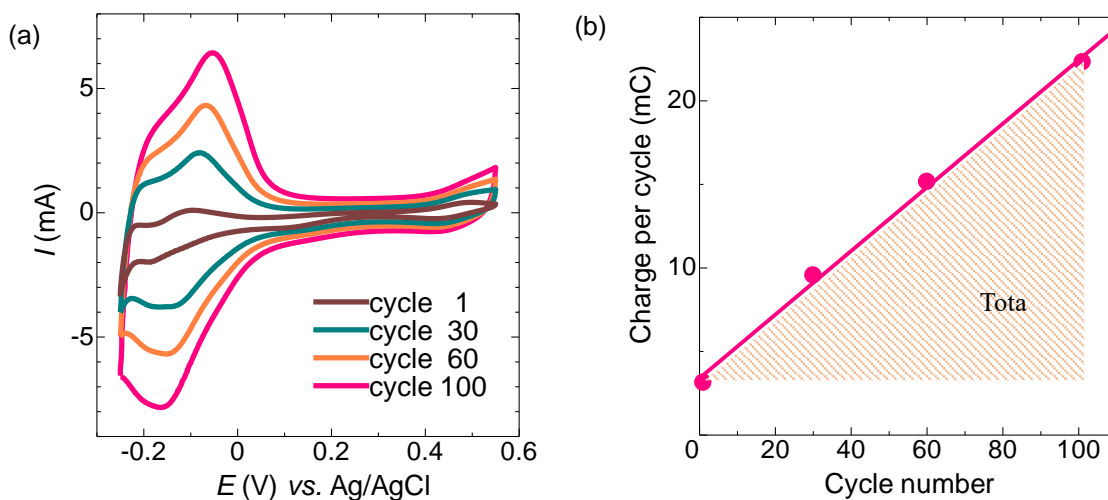 (a)
5
0
-5
I (mA)
-0.2 0 0.2 0.4 0.6
E (V) vs. Ag/AgCl
cycle 1
cycle 30
cycle 60
cycle 100
(b)
20
10
Charge per cycle (mC)
0 20 40 60 80 100
Cycle number
Tota